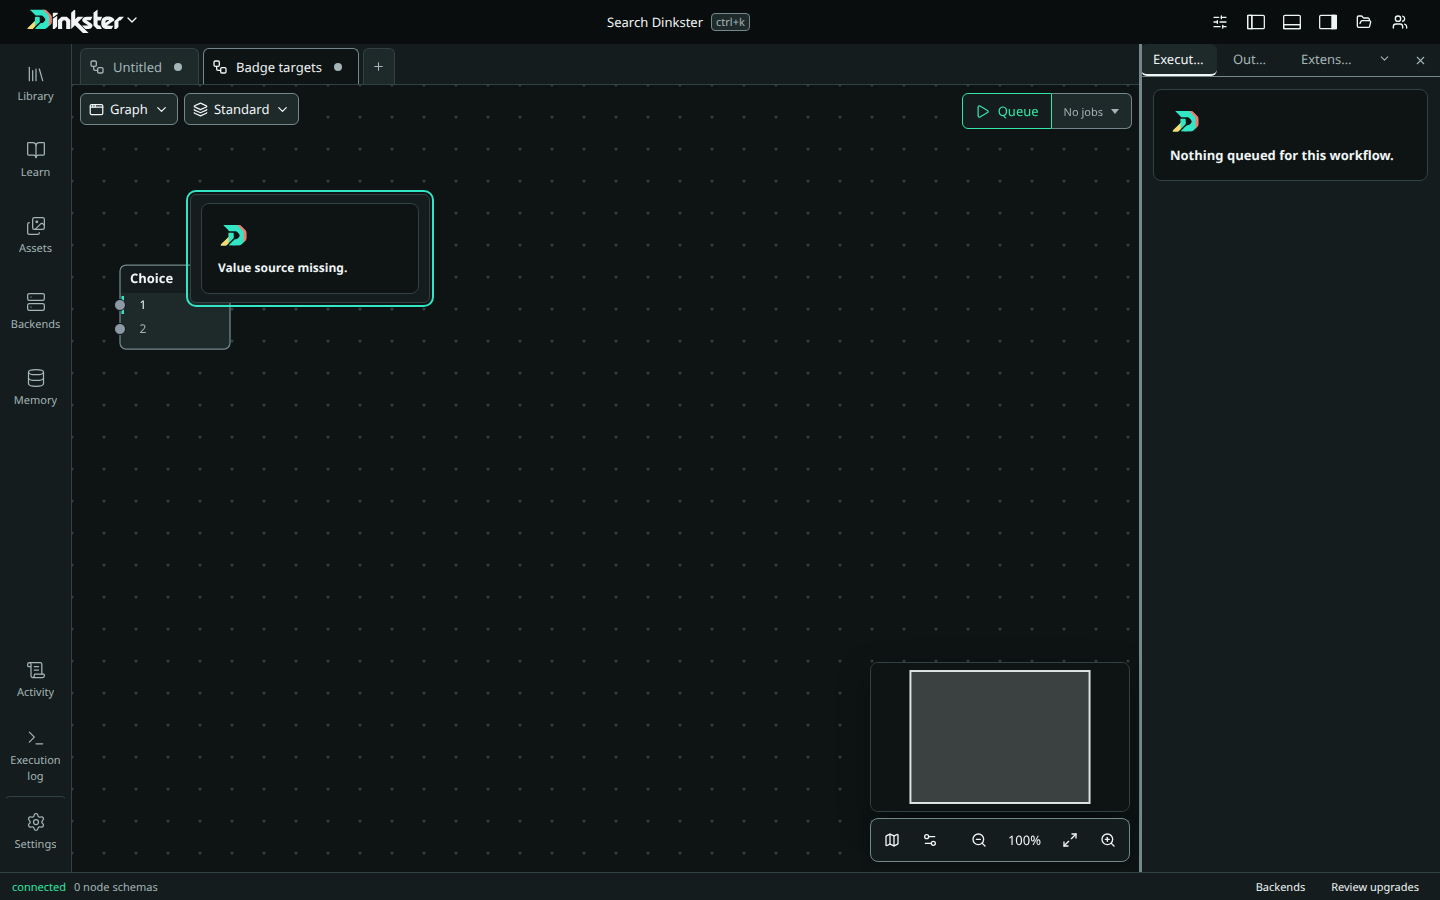 Dinkster
Search Dinkster ctrl+k
Untitled
Badge targets
Execut...
Out...
Extens...
Library
Learn
Assets
Backends
Memory
Graph
Standard
Queue
No jobs
Nothing queued for this workflow.
Value source missing.
Choice
1
2
Activity
Execution
log
Settings
100%
connected 0 node schemas
Backends
Review upgrades